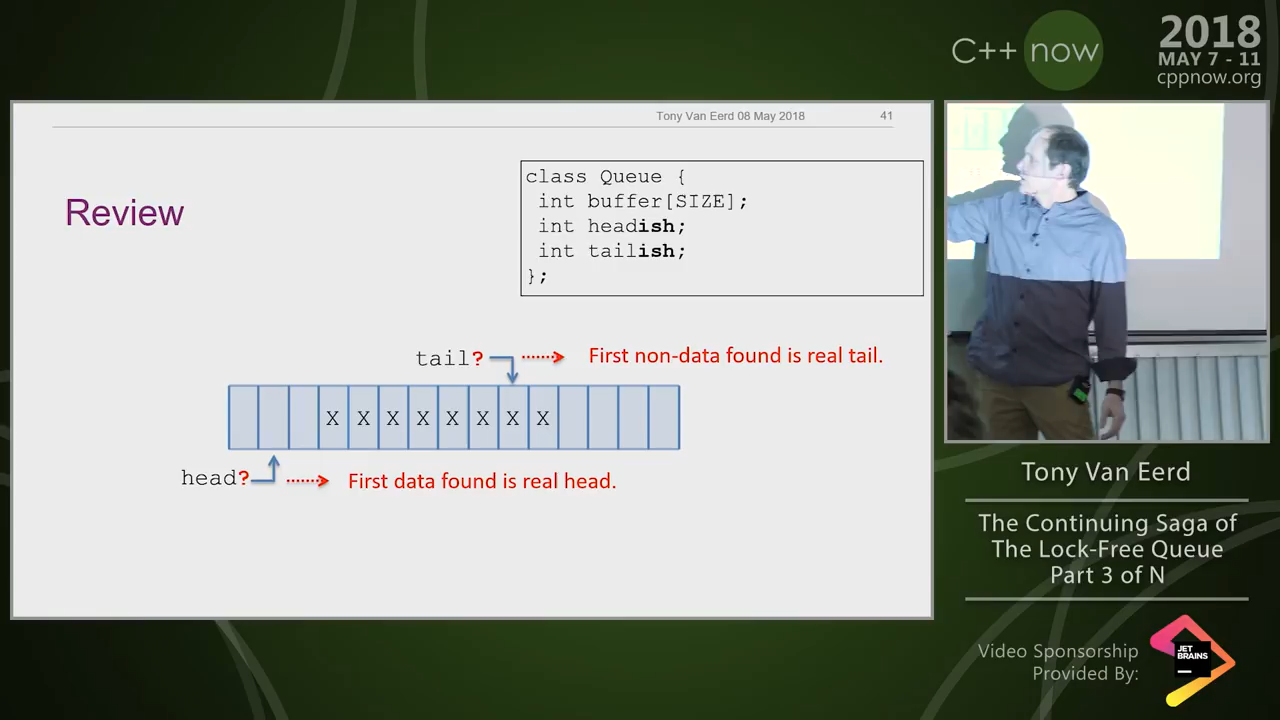 C++ now
2018
MAY 7 - 11
cppnow.org
Tony Van Eerd 08 May 2018 41
Review
class Queue {
int buffer[SIZE];
int headish;
int tailish;
};
tail? First non-data found is real tail.
X X X X X X X X
head? First data found is real head.
Tony Van Eerd
The Continuing Saga of
The Lock-Free Queue
Part 3 of N
Video Sponsorship
Provided By:
JET
BRAINS